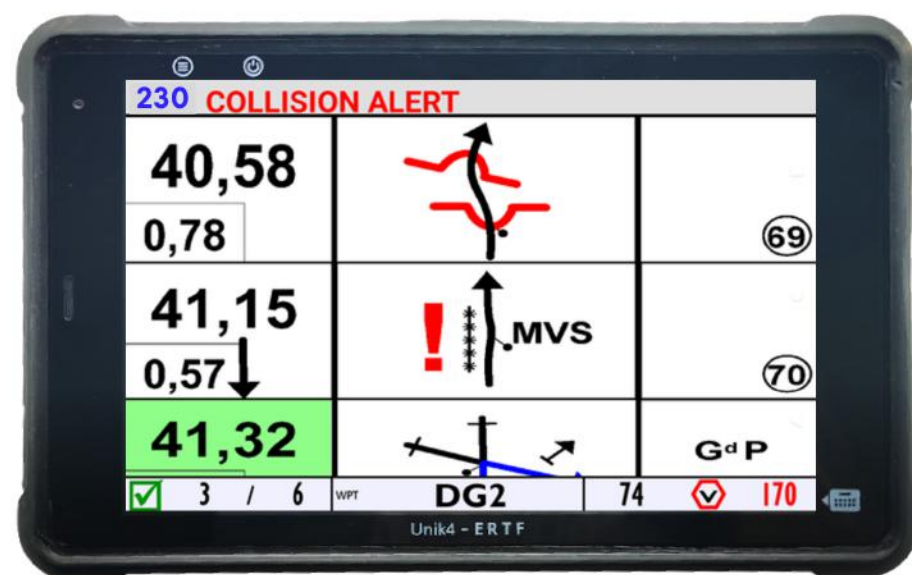 230 COLLISION ALERT
40,58
0,78
69
41,15
0,57
! MVS
70
41,32
GdP
3 / 6 WPT DG2 74 170
Unik4 - ERTF